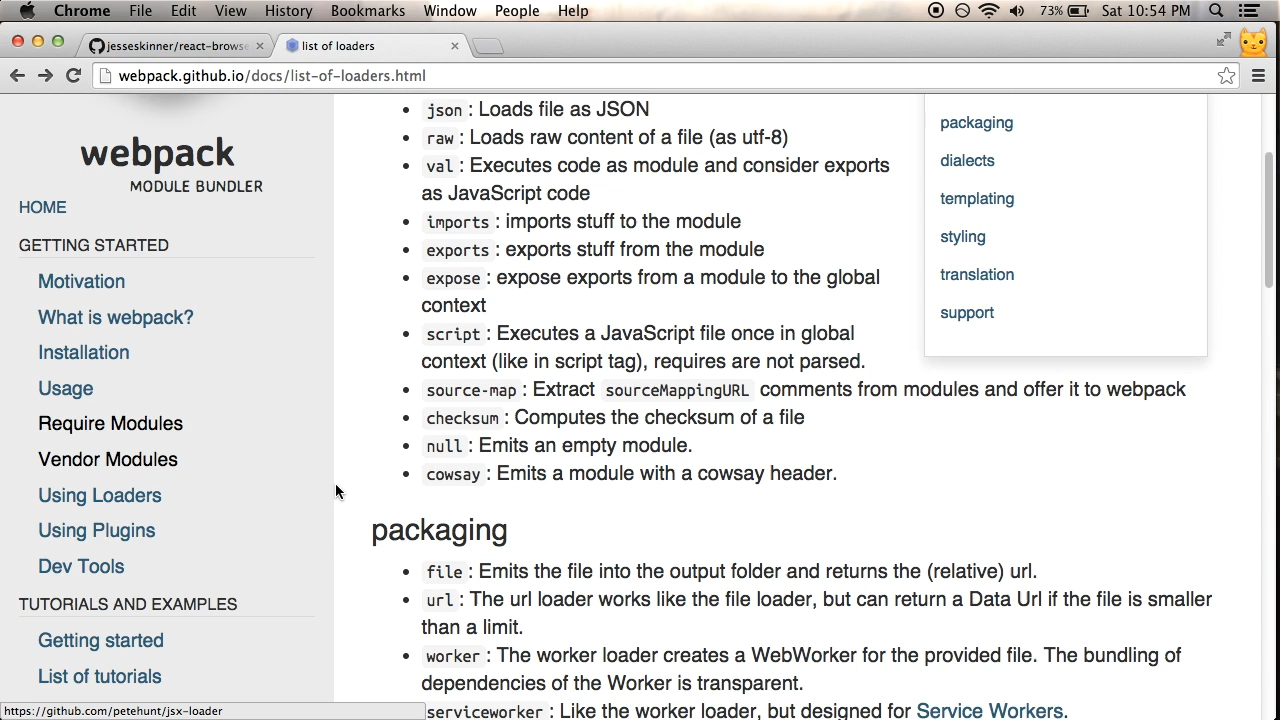 Chrome File Edit View History Bookmarks Window People Help 73% Sat 10:54 PM
jesseskinner/react-browse × list of loaders ×
webpack.github.io/docs/list-of-loaders.html
webpack
MODULE BUNDLER
HOME
GETTING STARTED
Motivation
What is webpack?
Installation
Usage
Require Modules
Vendor Modules
Using Loaders
Using Plugins
Dev Tools
TUTORIALS AND EXAMPLES
Getting started
List of tutorials
https://github.com/petehunt/jsx-loader
• json : Loads file as JSON
• raw : Loads raw content of a file (as utf-8)
• val : Executes code as module and consider exports
as JavaScript code
• imports : imports stuff to the module
• exports : exports stuff from the module
• expose : expose exports from a module to the global
context
• script : Executes a JavaScript file once in global
context (like in script tag), requires are not parsed.
• source-map : Extract sourceMappingURL comments from modules and offer it to webpack
• checksum : Computes the checksum of a file
• null : Emits an empty module.
• cowsay : Emits a module with a cowsay header.
packaging
• file : Emits the file into the output folder and returns the (relative) url.
• url : The url loader works like the file loader, but can return a Data Url if the file is smaller
than a limit.
• worker : The worker loader creates a WebWorker for the provided file. The bundling of
dependencies of the Worker is transparent.
serviceworker : Like the worker loader, but designed for Service Workers.
packaging
dialects
templating
styling
translation
support